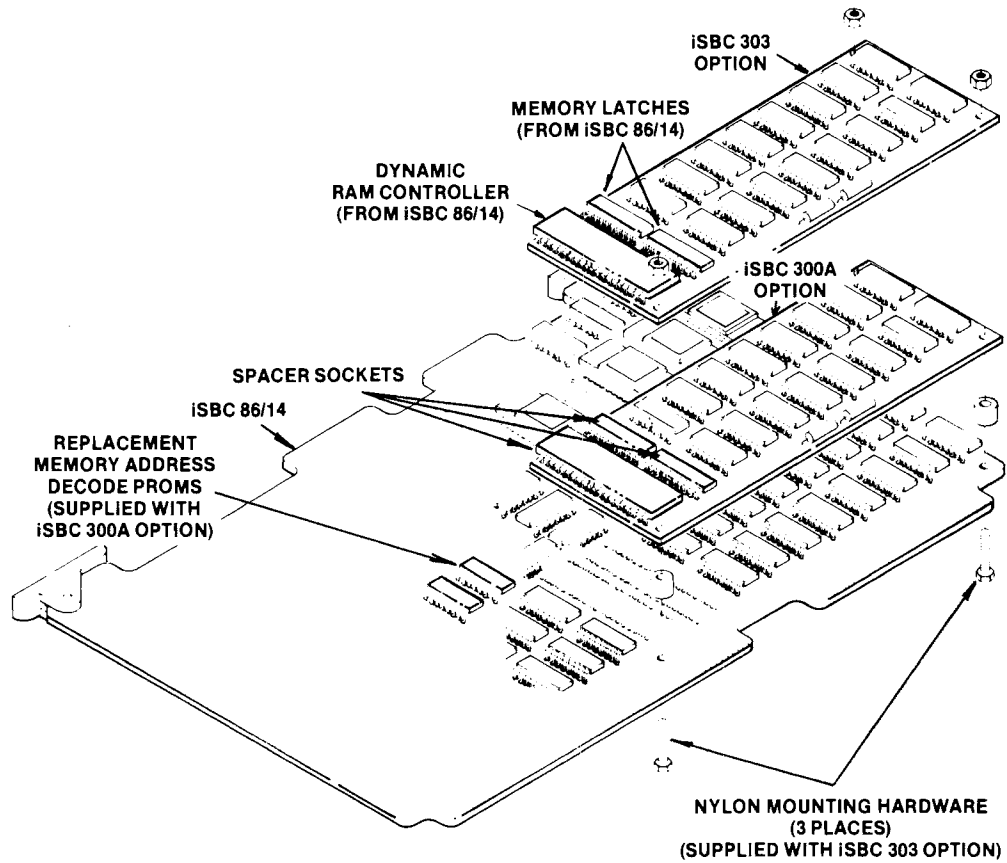 iSBC 303
OPTION
MEMORY LATCHES
(FROM iSBC 86/14)
DYNAMIC
RAM CONTROLLER
(FROM iSBC 86/14)
iSBC 300A
OPTION
SPACER SOCKETS
iSBC 86/14
REPLACEMENT
MEMORY ADDRESS
DECODE PROMS
(SUPPLIED WITH
iSBC 300A OPTION)
NYLON MOUNTING HARDWARE
(3 PLACES)
(SUPPLIED WITH iSBC 303 OPTION)